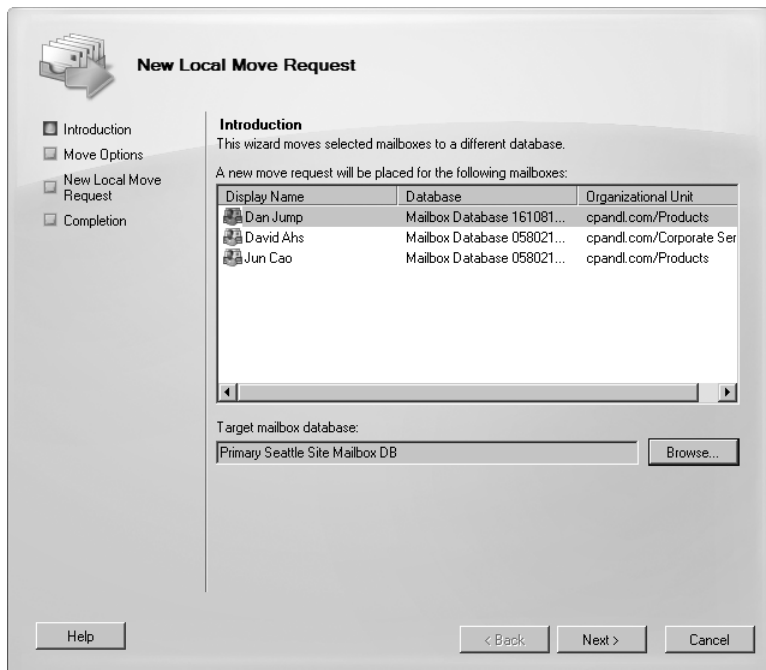 New Local Move Request
Introduction
Move Options
New Local Move
Request
Completion
Introduction
This wizard moves selected mailboxes to a different database.
A new move request will be placed for the following mailboxes:
Display Name Database Organizational Unit
Dan Jump Mailbox Database 161081... cpandl.com/Products
David Ahs Mailbox Database 058021... cpandl.com/Corporate Ser
Jun Cao Mailbox Database 058021... cpandl.com/Products
Target mailbox database:
Primary Seattle Site Mailbox DB Browse...
Help < Back Next > Cancel